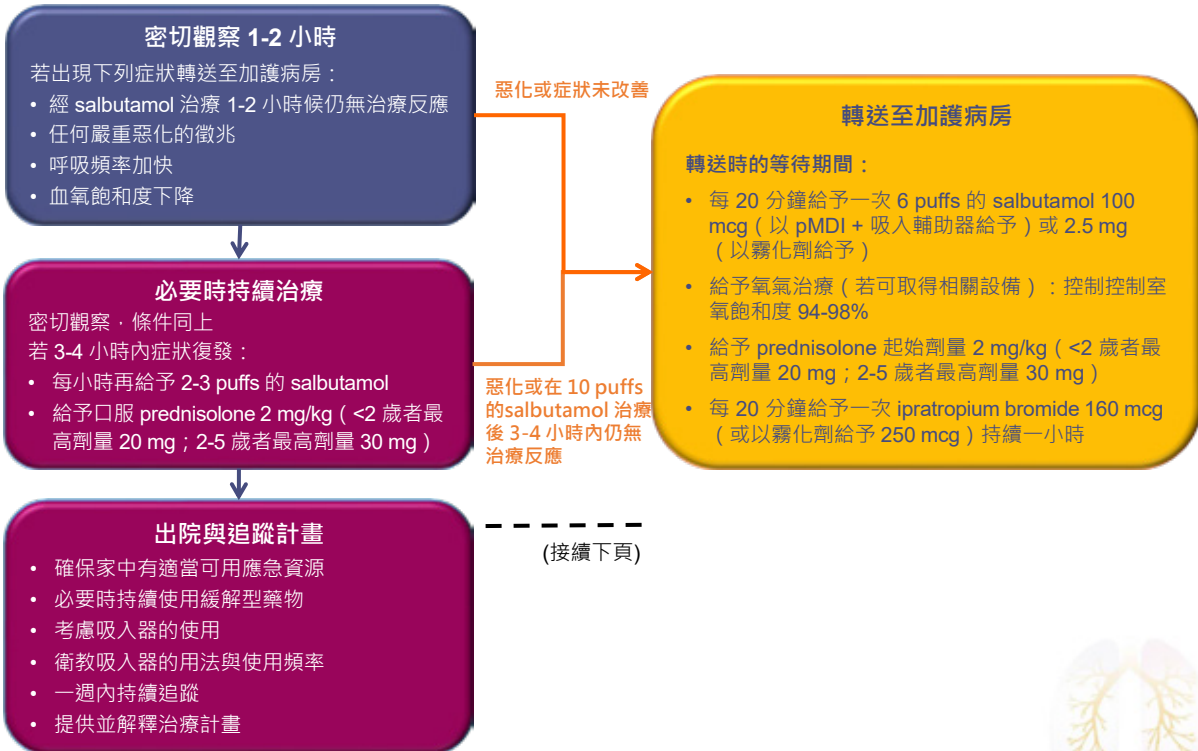 密切觀察 1-2 小時
若出現下列症狀轉送至加護病房：
• 經 salbutamol 治療 1-2 小時候仍無治療反應
• 任何嚴重惡化的徵兆
• 呼吸頻率加快
• 血氧飽和度下降
惡化或症狀未改善
必要時持續治療
密切觀察，條件同上
若 3-4 小時內症狀復發：
• 每小時再給予 2-3 puffs 的 salbutamol
• 給予口服 prednisolone 2 mg/kg（<2 歲者最
高劑量 20 mg；2-5 歲者最高劑量 30 mg）
惡化或在 10 puffs
的salbutamol 治療
後 3-4 小時內仍無
治療反應
轉送至加護病房
轉送時的等待期間：
• 每 20 分鐘給予一次 6 puffs 的 salbutamol 100
mcg（以 pMDI + 吸入輔助器給予）或 2.5 mg
（以霧化劑給予）
• 給予氧氣治療（若可取得相關設備）：控制控制室
氧飽和度 94-98%
• 給予 prednisolone 起始劑量 2 mg/kg（<2 歲者最
高劑量 20 mg；2-5 歲者最高劑量 30 mg）
• 每 20 分鐘給予一次 ipratropium bromide 160 mcg
（或以霧化劑給予 250 mcg）持續一小時
出院與追蹤計畫
• 確保家中有適當可用應急資源
• 必要時持續使用緩解型藥物
• 考慮吸入器的使用
• 衛教吸入器的用法與使用頻率
• 一週內持續追蹤
• 提供並解釋治療計畫
(接續下頁)